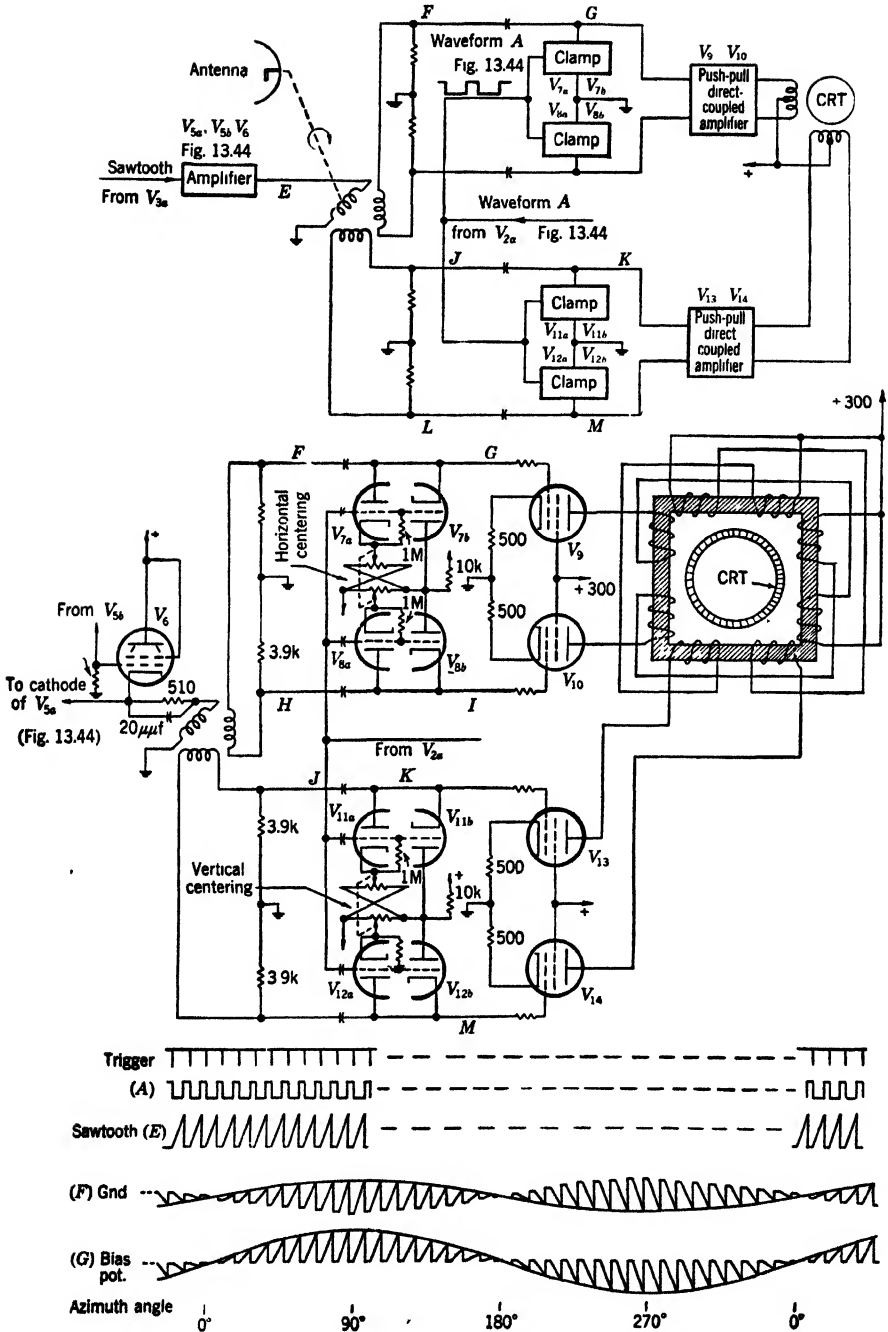 F
G
Waveform A
Fig. 13.44
Clamp
V7a V7b
V8a V8b
Clamp
V9 V10
Push-pull
direct-
coupled
amplifier
CRT
+
Antenna
V5a, V5b V6
Fig. 13.44
Sawtooth
Amplifier
From V3a
E
Waveform A
from V2a Fig. 13.44
J
K
Clamp
V11a V11b
V12a V12b
Clamp
V13 V14
Push-pull
direct
coupled
amplifier
L
M
+300
F
G
Horizontal
centering
V7a
V7b
1M
10k
1M
V8a
V8b
500
500
V9
+300
V10
CRT
+
From V5b
V6
To cathode
of V5a
510
20μμf
(Fig. 13.44)
3.9k
H
I
From V2a
J
K
3.9k
V11a
V11b
1M
+
10k
Vertical
centering
500
500
V13
+
V14
3 9k
V12a
V12b
M
Trigger
(A)
Sawtooth (E)
(F) Gnd
(G) Bias
pot.
Azimuth angle
0° 90° 180° 270° 0°